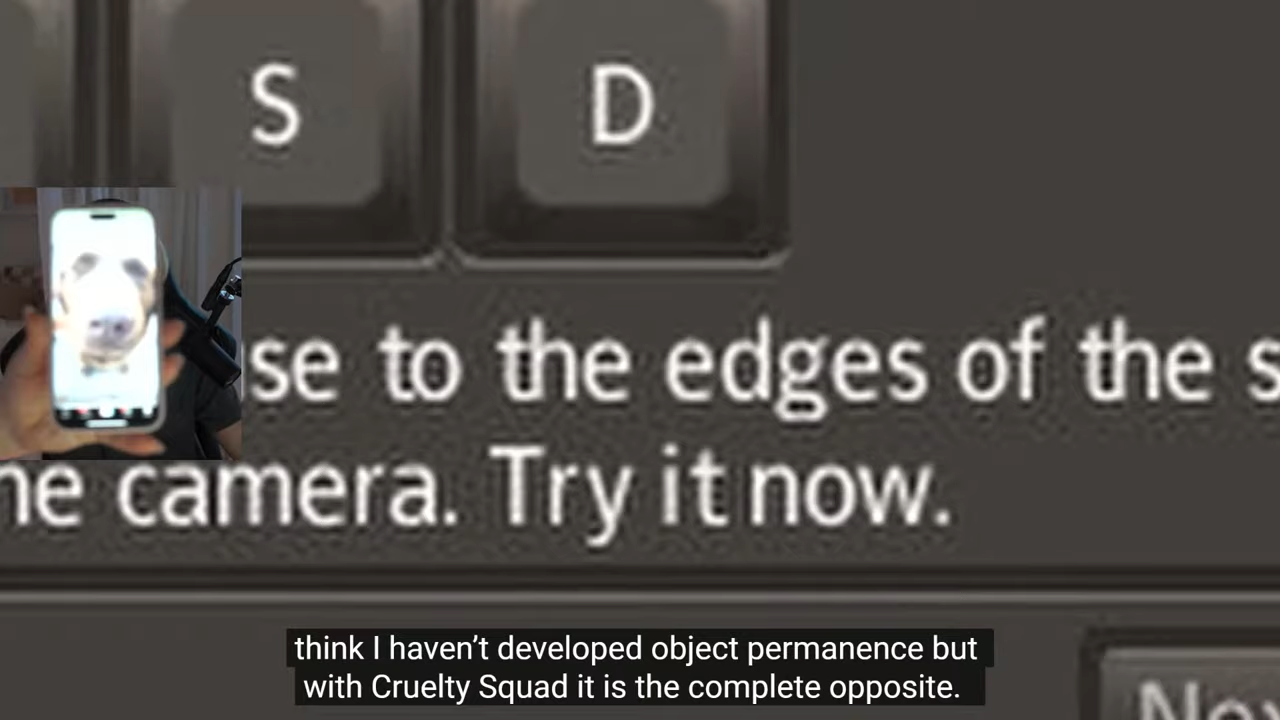 S D
se to the edges of the s
he camera. Try it now.
think I haven't developed object permanence but
with Cruelty Squad it is the complete opposite.